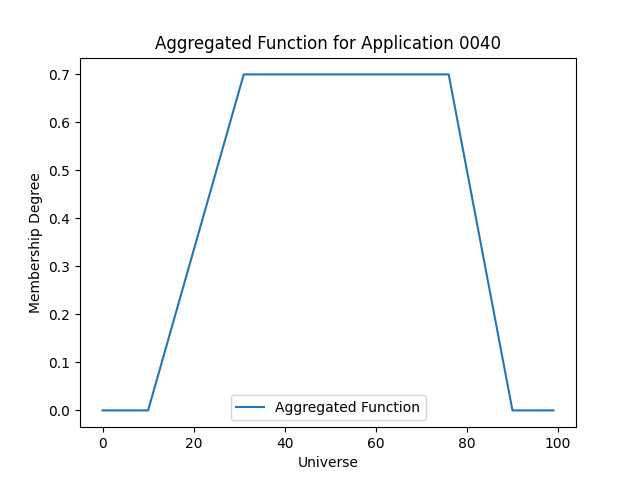 Aggregated Function for Application 0040
Membership Degree
0.7
0.6
0.5
0.4
0.3
0.2
0.1
0.0
Aggregated Function
0 20 40 60 80 100
Universe